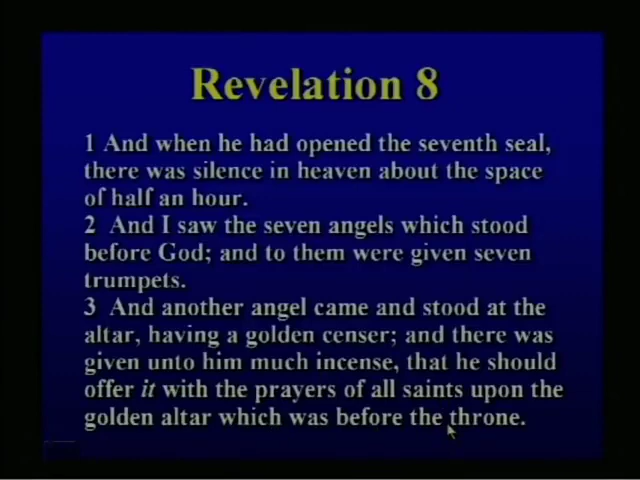 Revelation 8
1 And when he had opened the seventh seal,
there was silence in heaven about the space
of half an hour.
2 And I saw the seven angels which stood
before God; and to them were given seven
trumpets.
3 And another angel came and stood at the
altar, having a golden censer; and there was
given unto him much incense, that he should
offer it with the prayers of all saints upon the
golden altar which was before the throne.